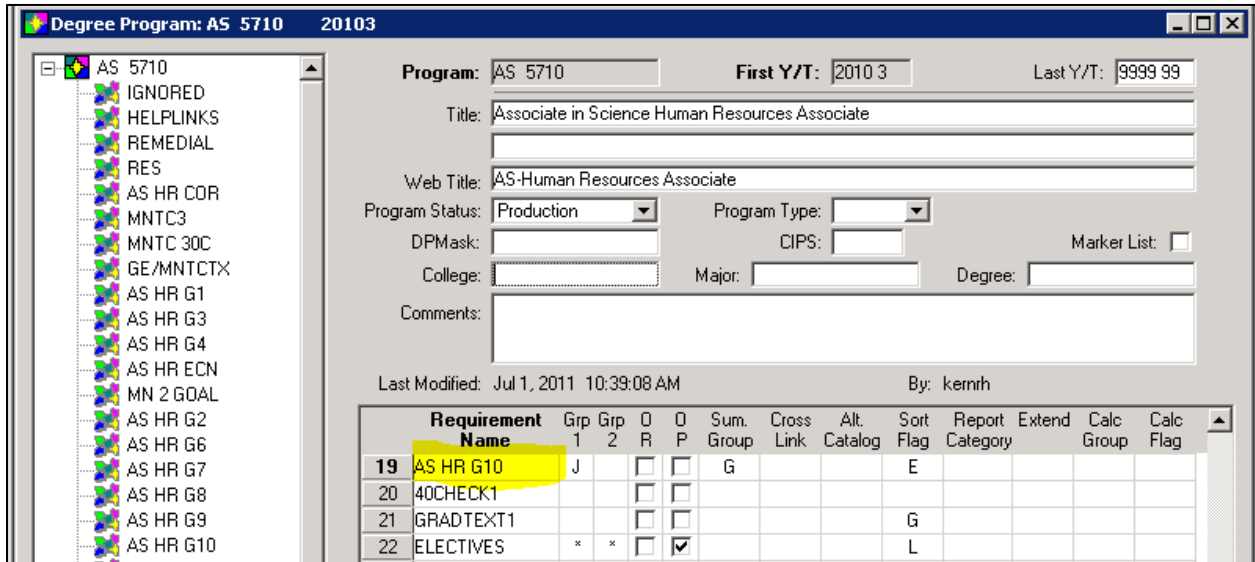 Degree Program: AS 5710 20103
AS 5710
IGNORED
HELPLINKS
REMEDIAL
RES
AS HR COR
MNTC3
MNTC 30C
GE/MNTCTX
AS HR G1
AS HR G3
AS HR G4
AS HR ECN
MN 2 GOAL
AS HR G2
AS HR G6
AS HR G7
AS HR G8
AS HR G9
AS HR G10
Program: AS 5710 First Y/T: 2010 3 Last Y/T: 9999 99
Title: Associate in Science Human Resources Associate
Web Title: AS-Human Resources Associate
Program Status: Production Program Type:
DPMask: CIPS: Marker List:
College: Major: Degree:
Comments:
Last Modified: Jul 1, 2011 10:39:08 AM By: kernrh
Requirement Grp Grp O O Sum. Cross Alt. Sort Report Extend Calc Calc
Name 1 2 R P Group Link Catalog Flag Category Group Flag
19 AS HR G10 J G E
20 40CHECK1
21 GRADTEXT1 G
22 ELECTIVES * * L